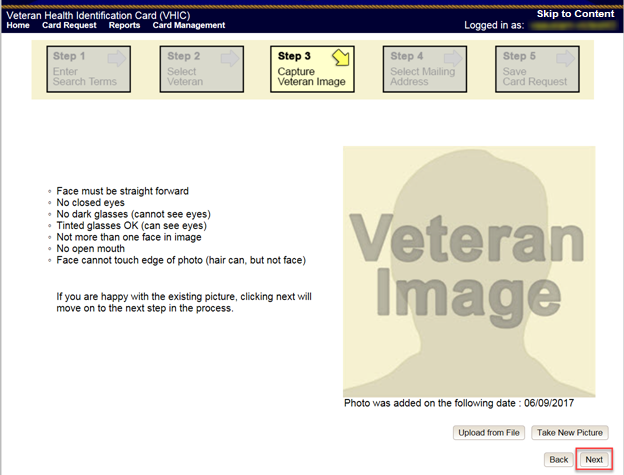 Veteran Health Identification Card (VHIC)
Skip to Content
Home Card Request Reports Card Management
Logged in as:
Step 1
Enter
Search Terms
Step 2
Select
Veteran
Step 3
Capture
Veteran Image
Step 4
Select Mailing
Address
Step 5
Save
Card Request
Face must be straight forward
No closed eyes
No dark glasses (cannot see eyes)
Tinted glasses OK (can see eyes)
Not more than one face in image
No open mouth
Face cannot touch edge of photo (hair can, but not face)
If you are happy with the existing picture, clicking next will
move on to the next step in the process.
Veteran
Image
Photo was added on the following date : 06/09/2017
Upload from File Take New Picture
Back Next